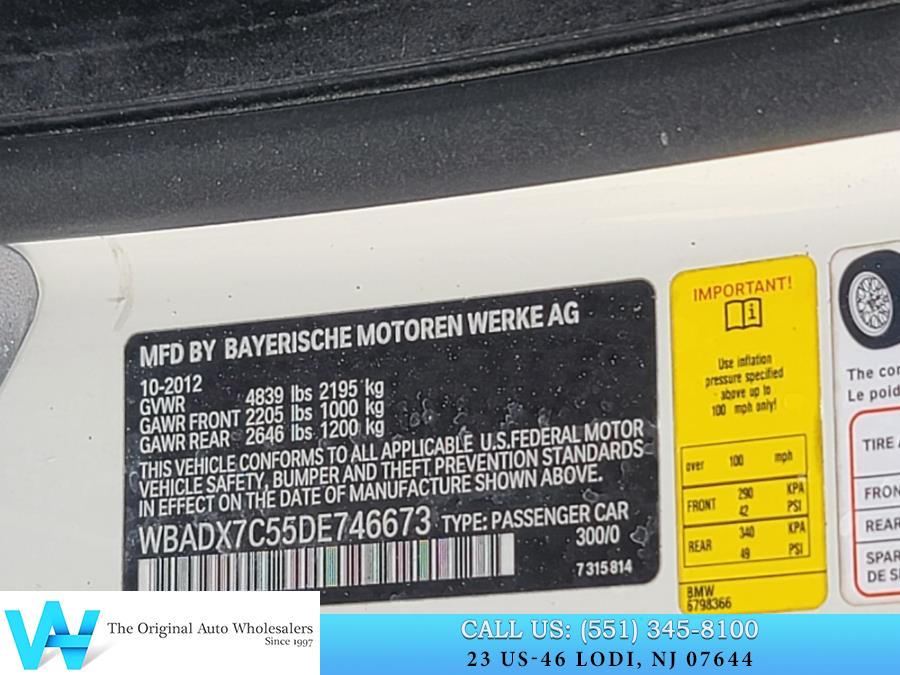 MFD BY BAYERISCHE MOTOREN WERKE AG
10-2012
GVWR 4839 lbs 2195 kg
GAWR FRONT 2205 lbs 1000 kg
GAWR REAR 2646 lbs 1200 kg
THIS VEHICLE CONFORMS TO ALL APPLICABLE U.S.FEDERAL MOTOR
VEHICLE SAFETY, BUMPER AND THEFT PREVENTION STANDARDS
IN EFFECT ON THE DATE OF MANUFACTURE SHOWN ABOVE.
WBADX7C55DE746673 TYPE: PASSENGER CAR
300/0
7 315 814
IMPORTANT!
Use inflation
pressure specified
above up to
100 mph only!
over 100 mph
FRONT 290 KPA
42 PSI
REAR 340 KPA
49 PSI
BMW
6798366
The
Le
TIRE
REAR
DE
The Original Auto Wholesalers
Since 1997
CALL US: (551) 345-8100
23 US-46 LODI, NJ 07644